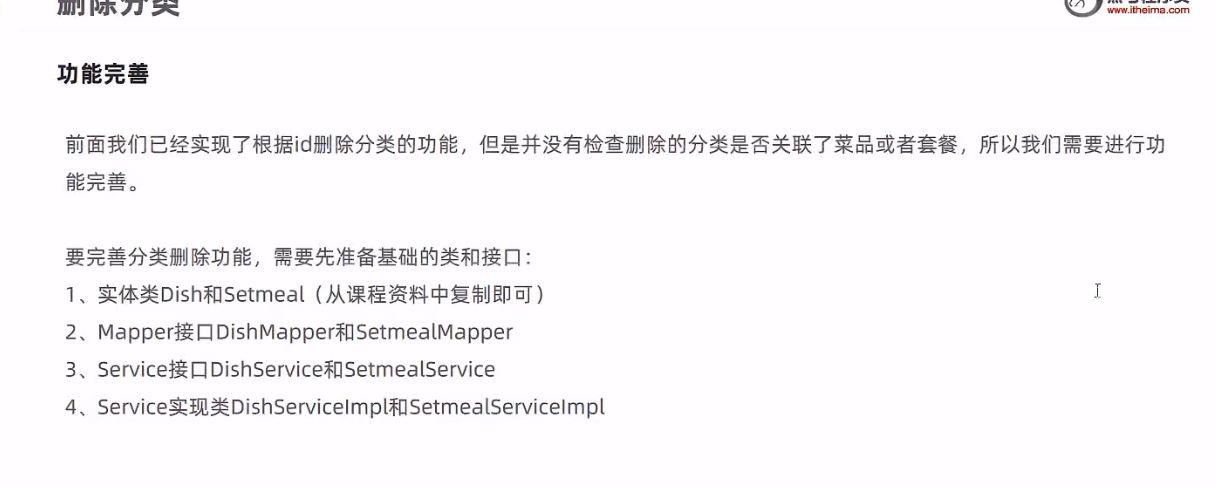 删除分类
www.itheima.com
功能完善
前面我们已经实现了根据id删除分类的功能，但是并没有检查删除的分类是否关联了菜品或者套餐，所以我们需要进行功
能完善。
要完善分类删除功能，需要先准备基础的类和接口：
1、实体类Dish和Setmeal（从课程资料中复制即可）
2、Mapper接口DishMapper和SetmealMapper
3、Service接口DishService和SetmealService
4、Service实现类DishServiceImpl和SetmealServiceImpl